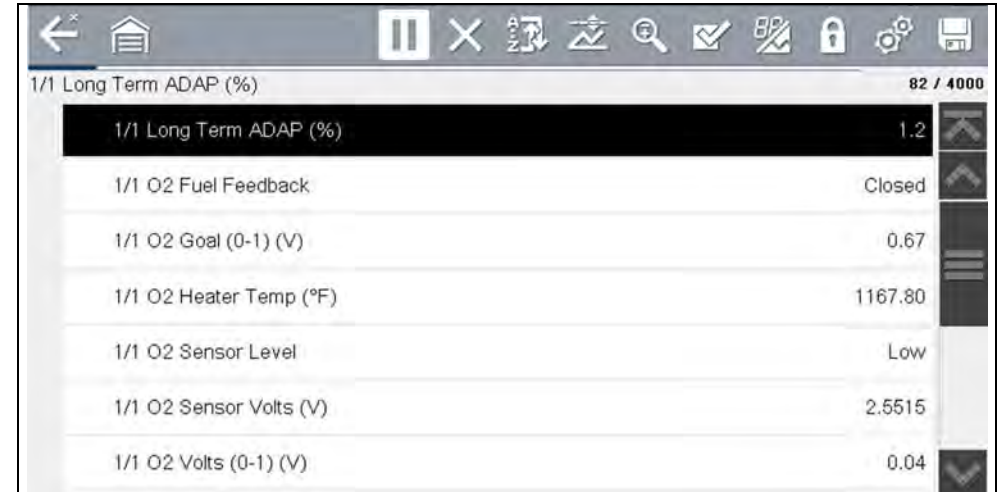 1/1 Long Term ADAP (%) 82 / 4000
1/1 Long Term ADAP (%) 1.2
1/1 O2 Fuel Feedback Closed
1/1 O2 Goal (0-1) (V) 0.67
1/1 O2 Heater Temp (°F) 1167.80
1/1 O2 Sensor Level Low
1/1 O2 Sensor Volts (V) 2.5515
1/1 O2 Volts (0-1) (V) 0.04